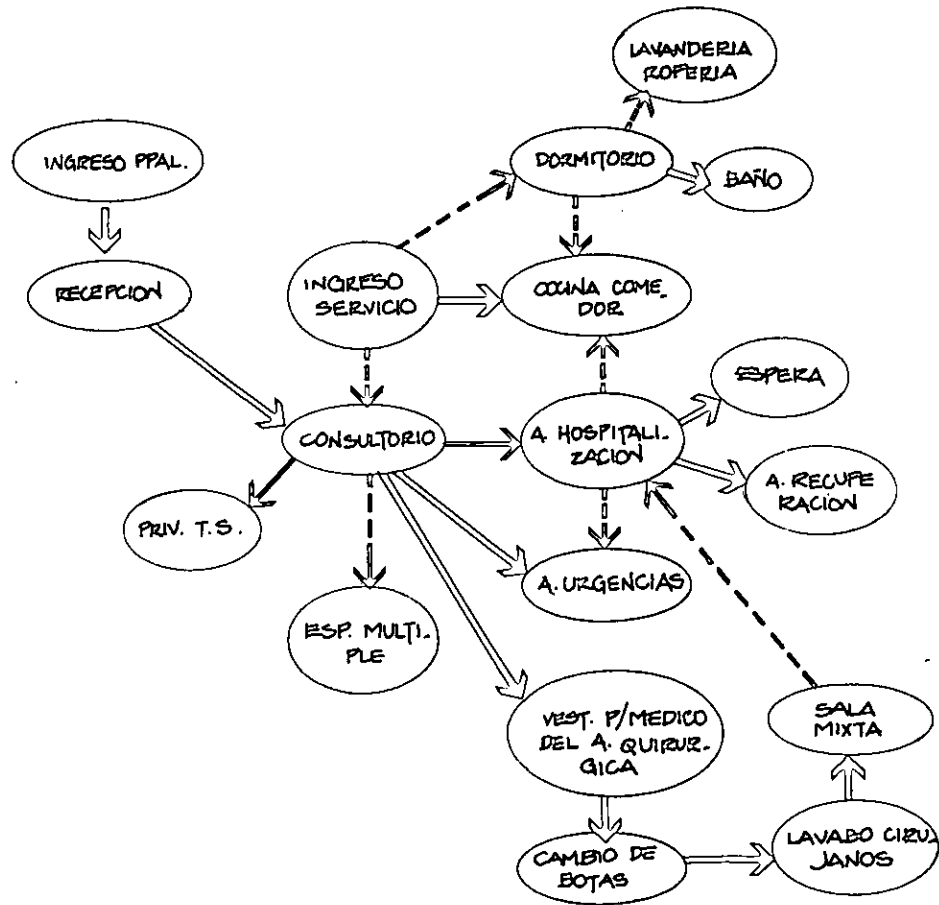 LAVANDERIA
ROPERIA
INGRESO PPAL.
DORMITORIO
BAÑO
RECEPCION
INGRESO
SERVICIO
COCINA COME-
DOR.
ESPERA
CONSULTORIO
A. HOSPITALI-
ZACION
A. RECUPE
RACION
PRIV. T.S.
A. URGENCIAS
ESP. MULTI-
PLE
VEST. P/MEDICO
DEL A. QUIRUR-
GICA
SALA
MIXTA
CAMBIO DE
BOTAS
LAVABO CIRU-
JANOS